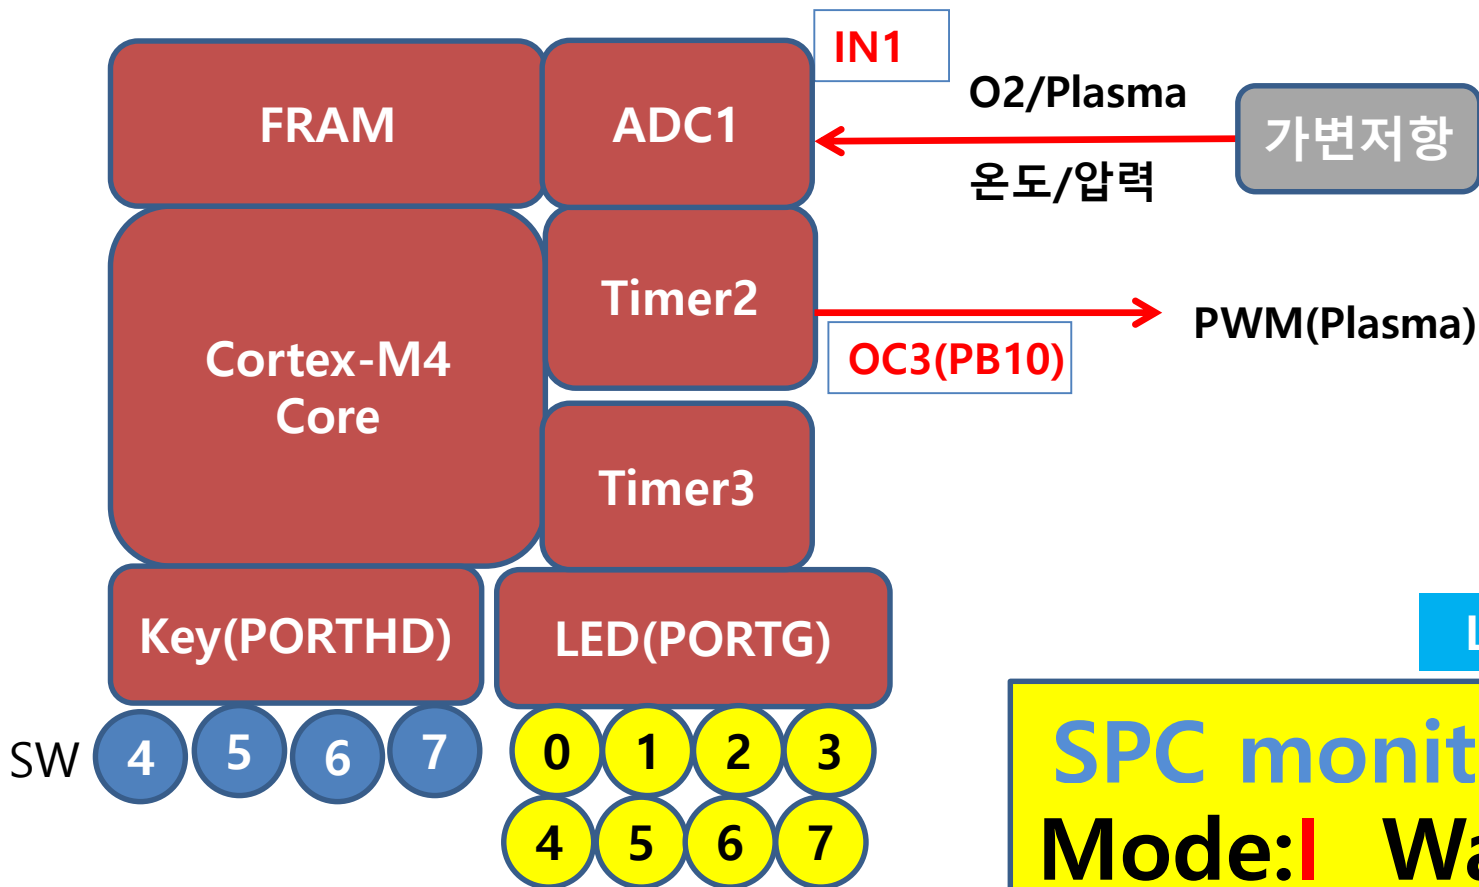 IN1
FRAM
ADC1
O2/Plasma
가변저항
온도/압력
Timer2
PWM(Plasma)
OC3(PB10)
Cortex-M4
Core
Timer3
Key(PORTHD)
LED(PORTG)
SW 4 5 6 7
0 1 2 3
4 5 6 7
SPC monit
Mode:I